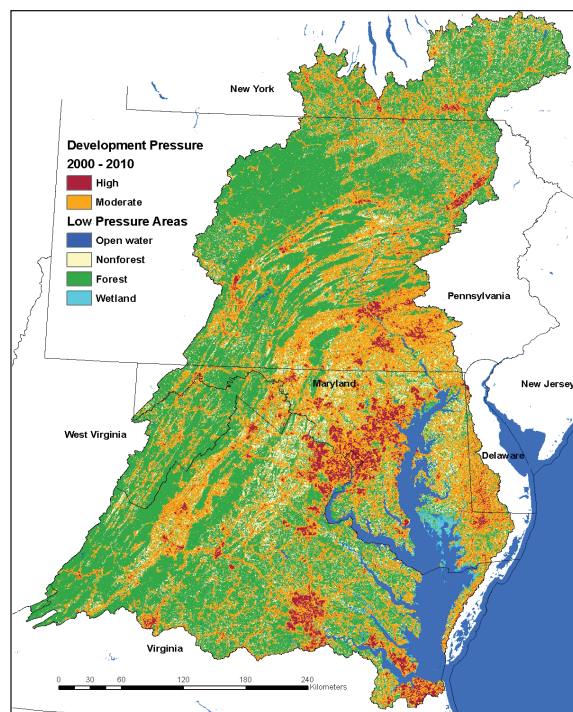 New York
Development Pressure
2000 - 2010
High
Moderate
Low Pressure Areas
Open water
Nonforest
Forest
Wetland
Pennsylvania
Maryland
New Jersey
West Virginia
Delaware
Virginia
0 30 60 120 180 240
Kilometers